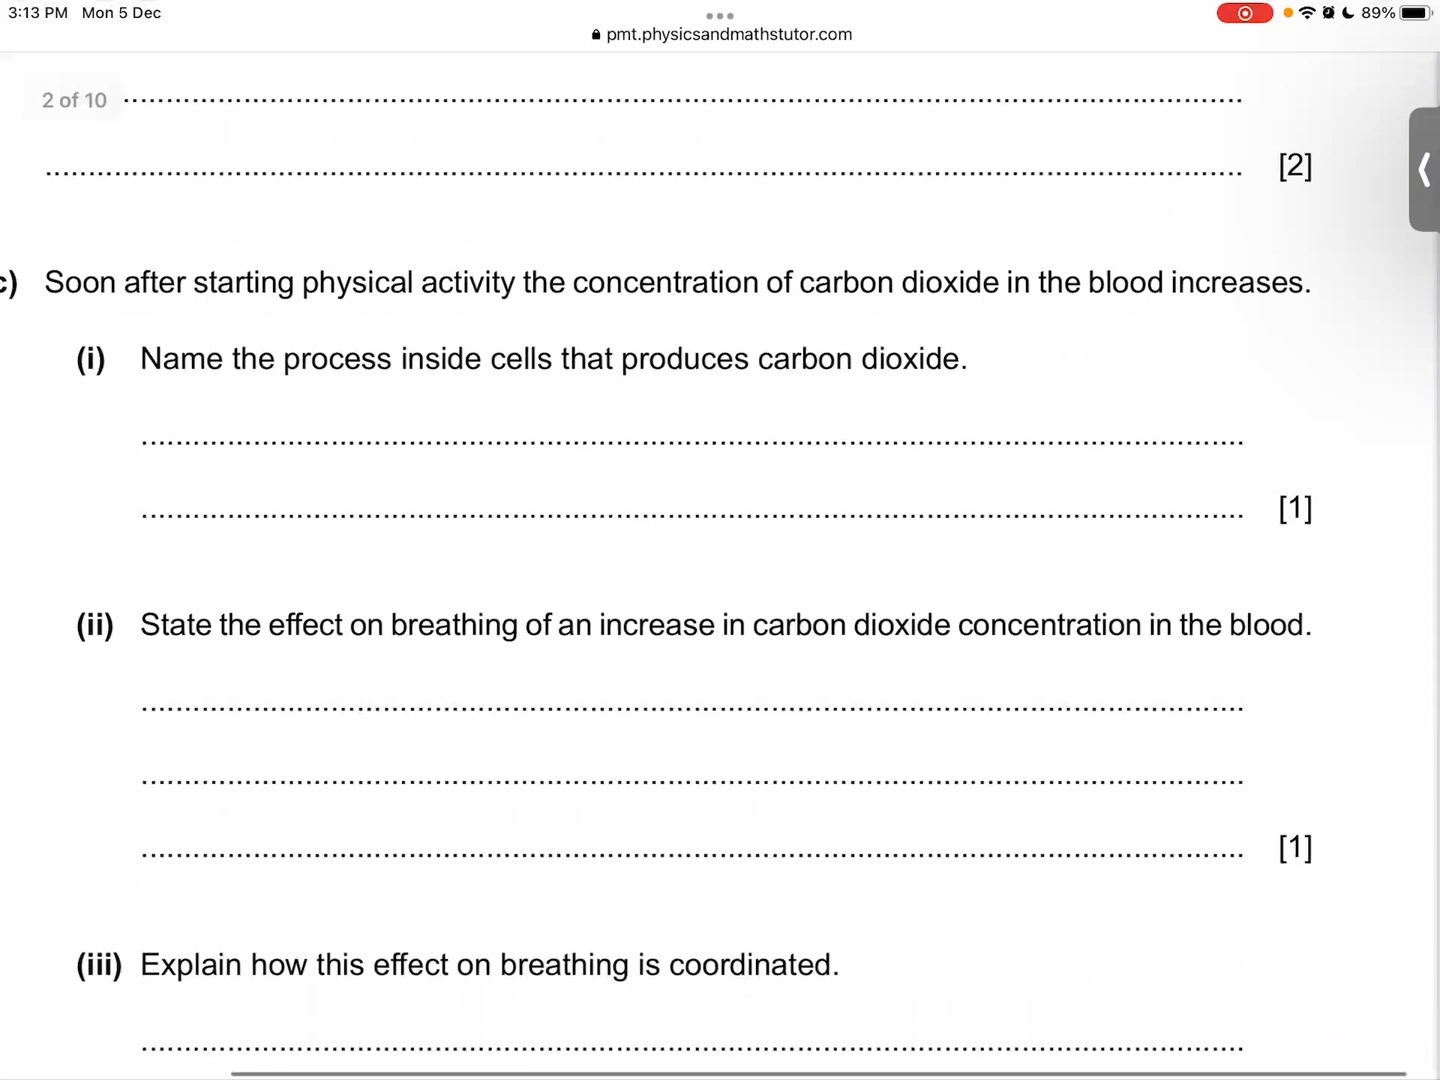 3:13 PM Mon 5 Dec
89%
pmt.physicsandmathstutor.com
2 of 10 ........................................................................
........................................................................ [2]
c) Soon after starting physical activity the concentration of carbon dioxide in the blood increases.
(i) Name the process inside cells that produces carbon dioxide.
........................................................................
........................................................................ [1]
(ii) State the effect on breathing of an increase in carbon dioxide concentration in the blood.
........................................................................
........................................................................
........................................................................ [1]
(iii) Explain how this effect on breathing is coordinated.
........................................................................